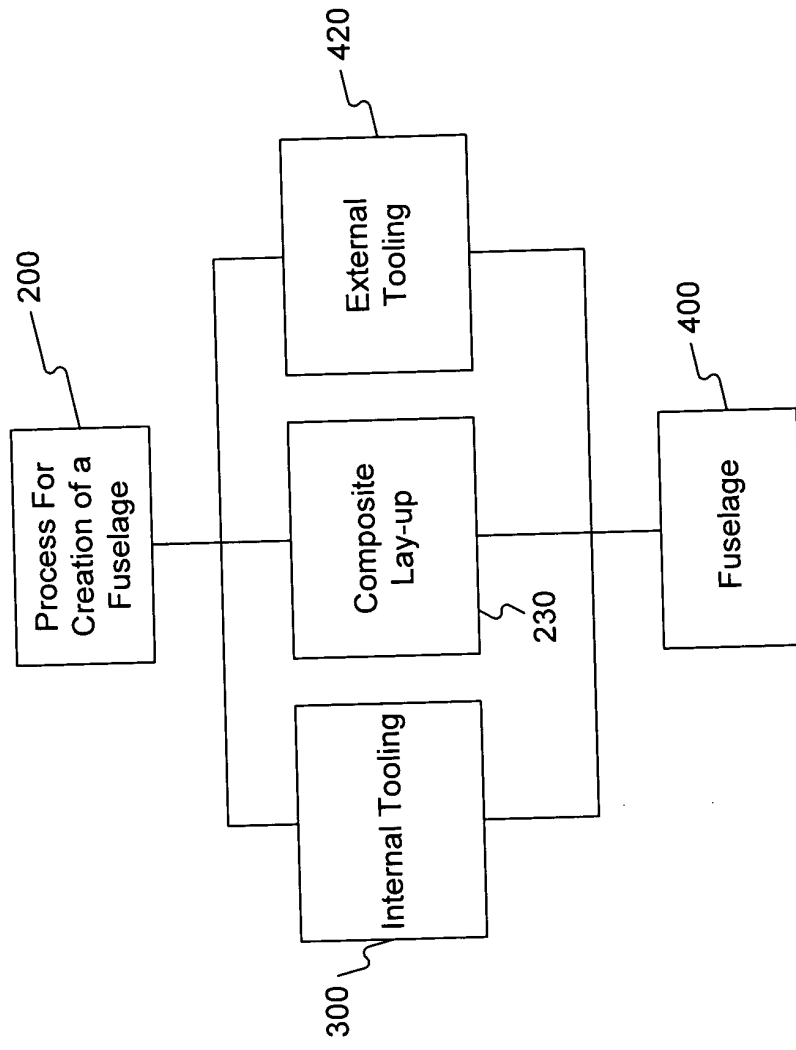 200
Process For
Creation of a
Fuselage
300
Internal Tooling
Composite
Lay-up
230
External
Tooling
420
400
Fuselage